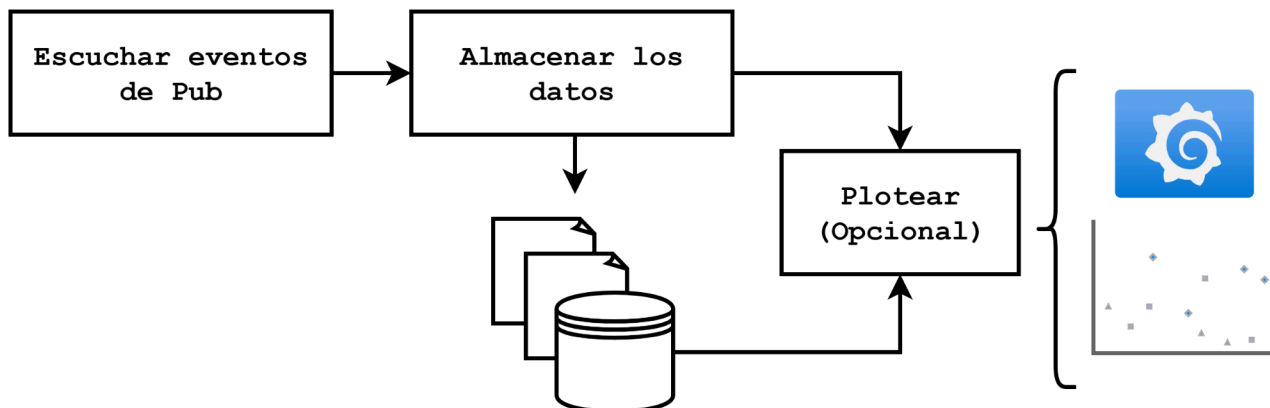 Escuchar eventos
de Pub
Almacenar los
datos
Plotear
(Opcional)